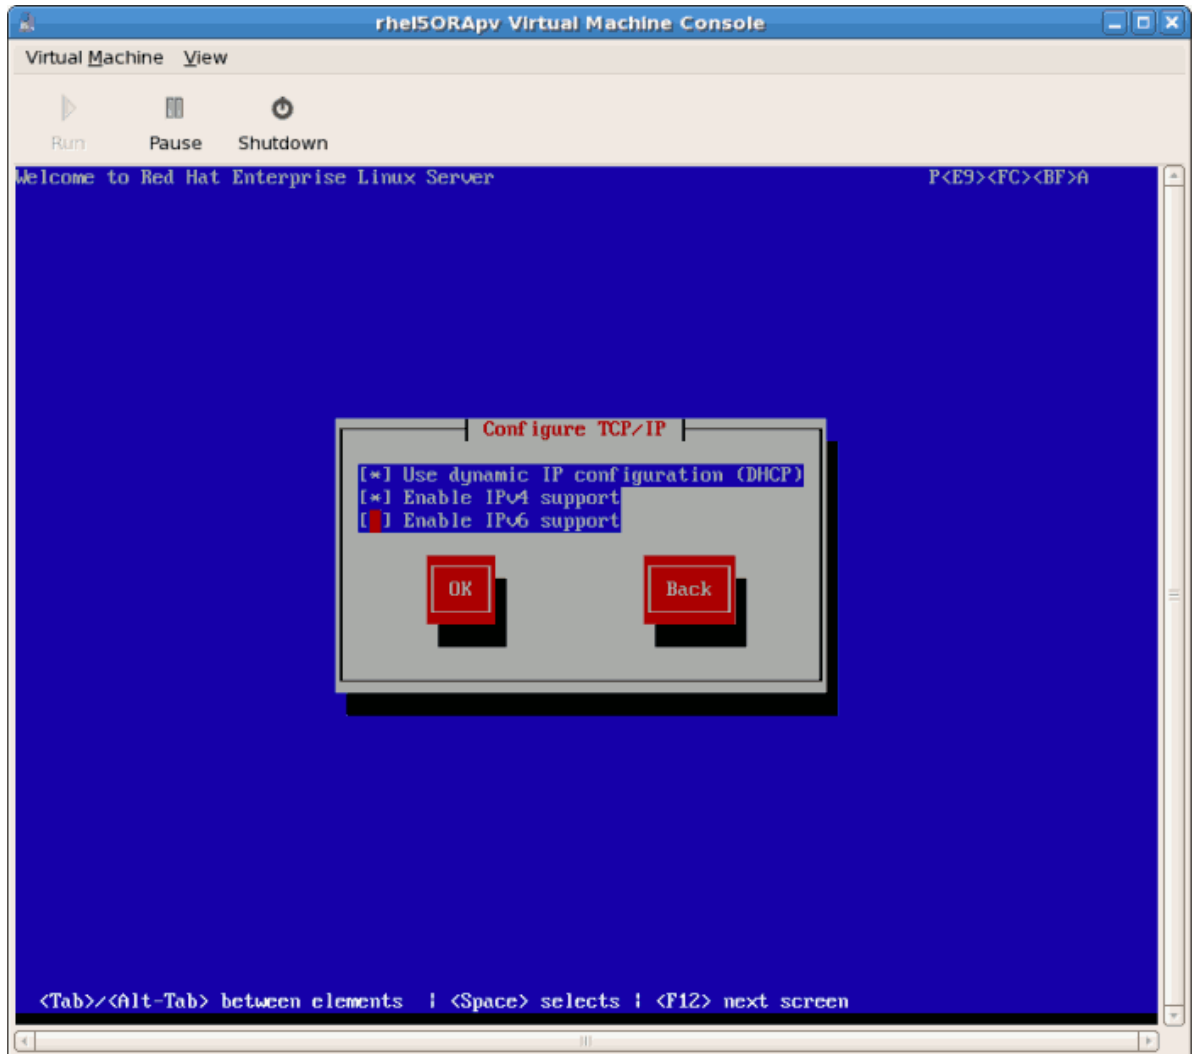 rhel5ORApv Virtual Machine Console
Virtual Machine View
Run Pause Shutdown
Welcome to Red Hat Enterprise Linux Server P<E9><FC><BF>A
Configure TCP/IP
[*] Use dynamic IP configuration (DHCP)
[*] Enable IPv4 support
[ ] Enable IPv6 support
OK Back
<Tab>/<Alt-Tab> between elements | <Space> selects | <F12> next screen